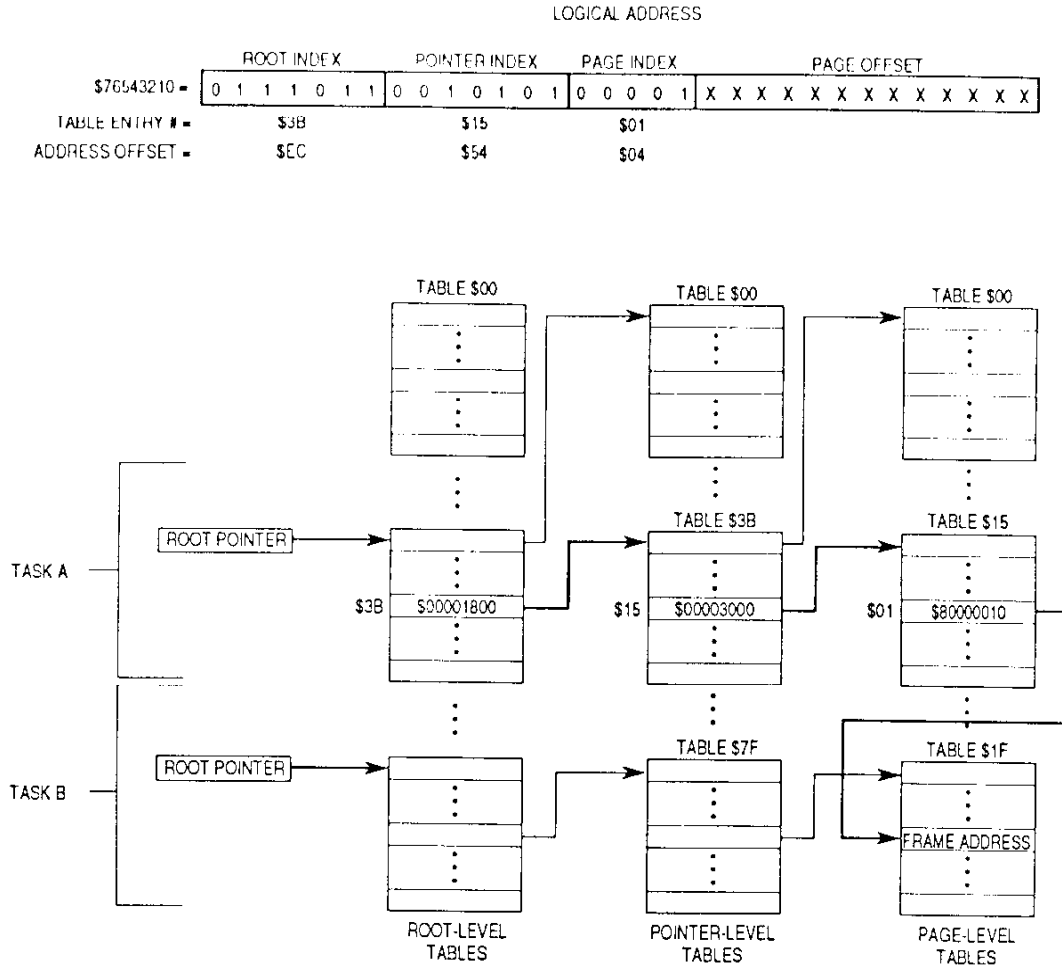 LOGICAL ADDRESS
ROOT INDEX POINTER INDEX PAGE INDEX PAGE OFFSET
$76543210 = 0 1 1 1 0 1 1 0 0 1 0 1 0 1 0 0 0 0 1 X X X X X X X X X X X X X
TABLE ENTRY # = $3B $15 $01
ADDRESS OFFSET = $EC $54 $04
TABLE $00 TABLE $00 TABLE $00
TABLE $3B TABLE $15
ROOT POINTER
TASK A
$3B $00001800 $15 $00003000 $01 $80000010
TABLE $7F TABLE $1F
ROOT POINTER
TASK B
FRAME ADDRESS
ROOT-LEVEL TABLES
POINTER-LEVEL TABLES
PAGE-LEVEL TABLES